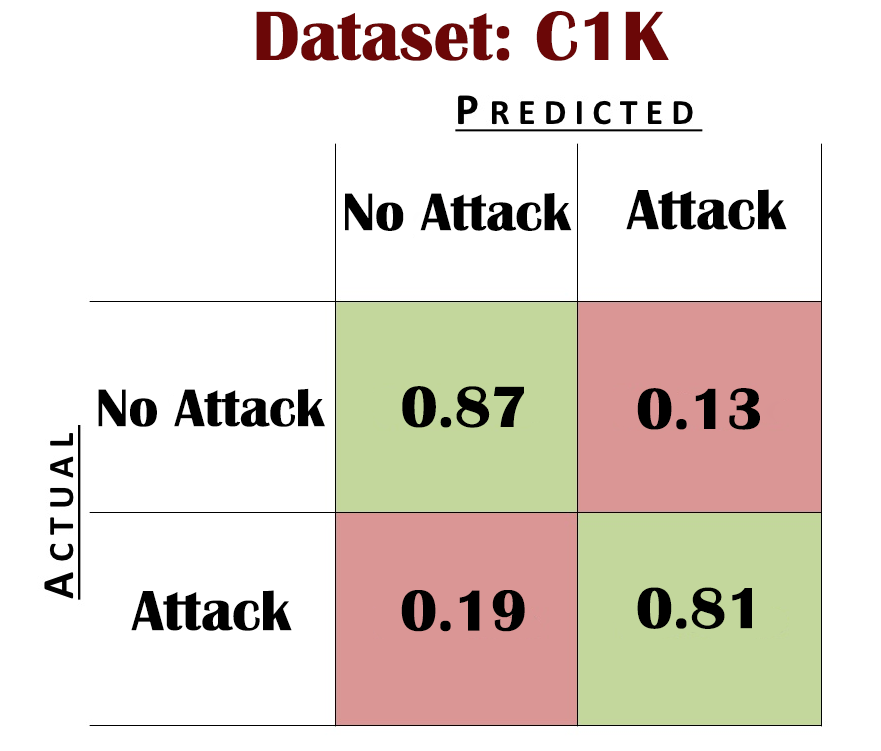 Dataset: C1K
PREDICTED
No Attack Attack
No Attack 0.87 0.13
ACTUAL
Attack 0.19 0.81